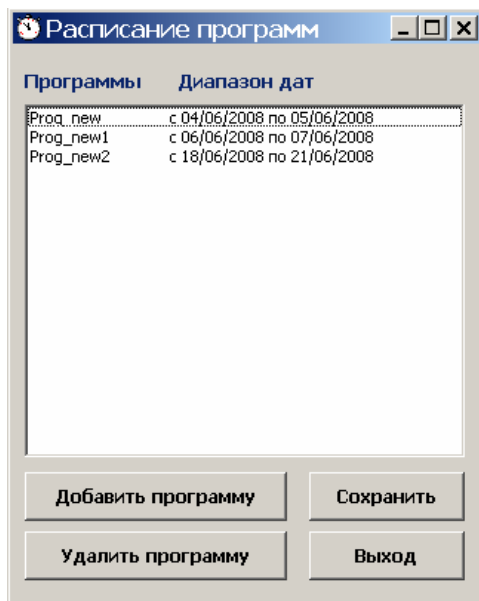 Расписание программ
Программы Диапазон дат
Prog_new с 04/06/2008 по 05/06/2008
Prog_new1 с 06/06/2008 по 07/06/2008
Prog_new2 с 18/06/2008 по 21/06/2008
Добавить программу Сохранить
Удалить программу Выход